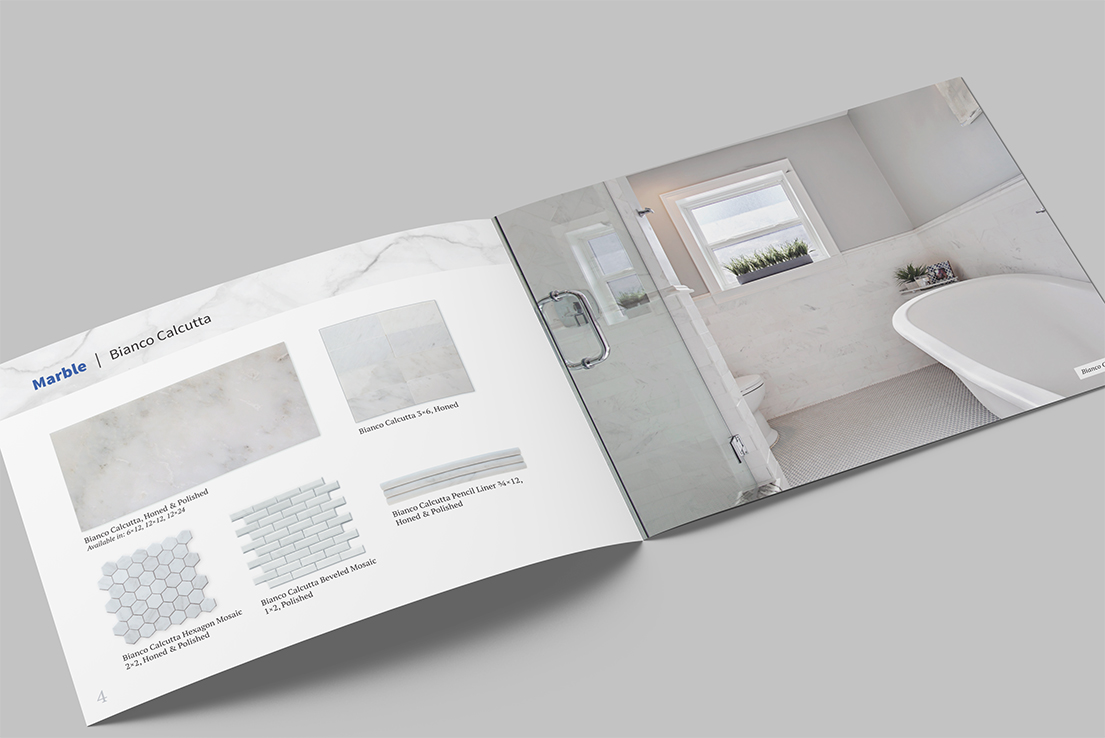 Marble | Bianco Calcutta
Bianco Calcutta, Honed & Polished
Available in: 6×12, 12×12, 12×24
Bianco Calcutta 3×6, Honed
Bianco Calcutta Hexagon Mosaic
2×2, Honed & Polished
Bianco Calcutta Beveled Mosaic
1×2, Polished
Bianco Calcutta Pencil Liner ¾×12,
Honed & Polished
4
Bianco